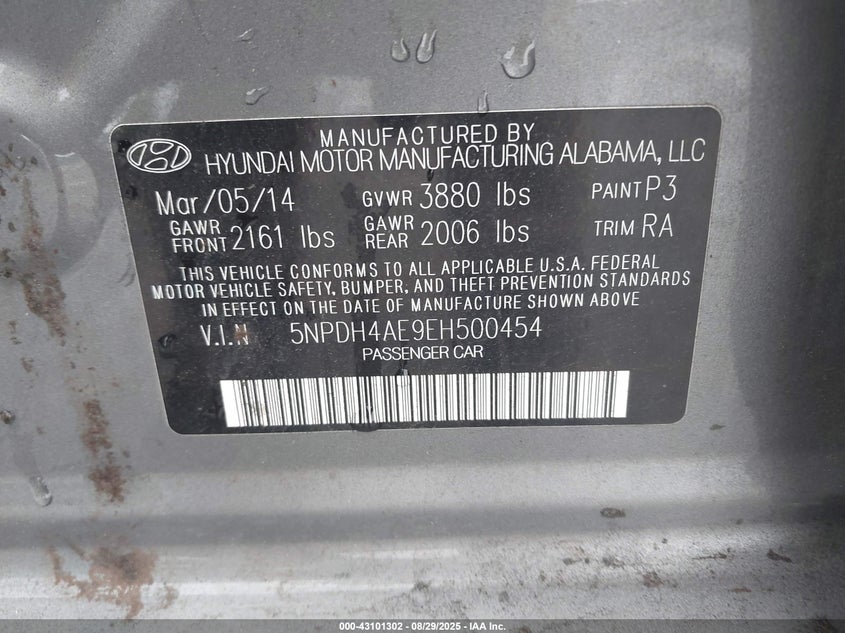 MANUFACTURED BY
HYUNDAI MOTOR MANUFACTURING ALABAMA, LLC
Mar/05/14 GVWR 3880 lbs PAINT P3
GAWR FRONT 2161 lbs GAWR REAR 2006 lbs TRIM RA
THIS VEHICLE CONFORMS TO ALL APPLICABLE U.S.A. FEDERAL
MOTOR VEHICLE SAFETY, BUMPER, AND THEFT PREVENTION STANDARDS
IN EFFECT ON THE DATE OF MANUFACTURE SHOWN ABOVE
V.I.N 5NPDH4AE9EH500454
PASSENGER CAR
000-43101302 - 08/29/2025 - IAA Inc.